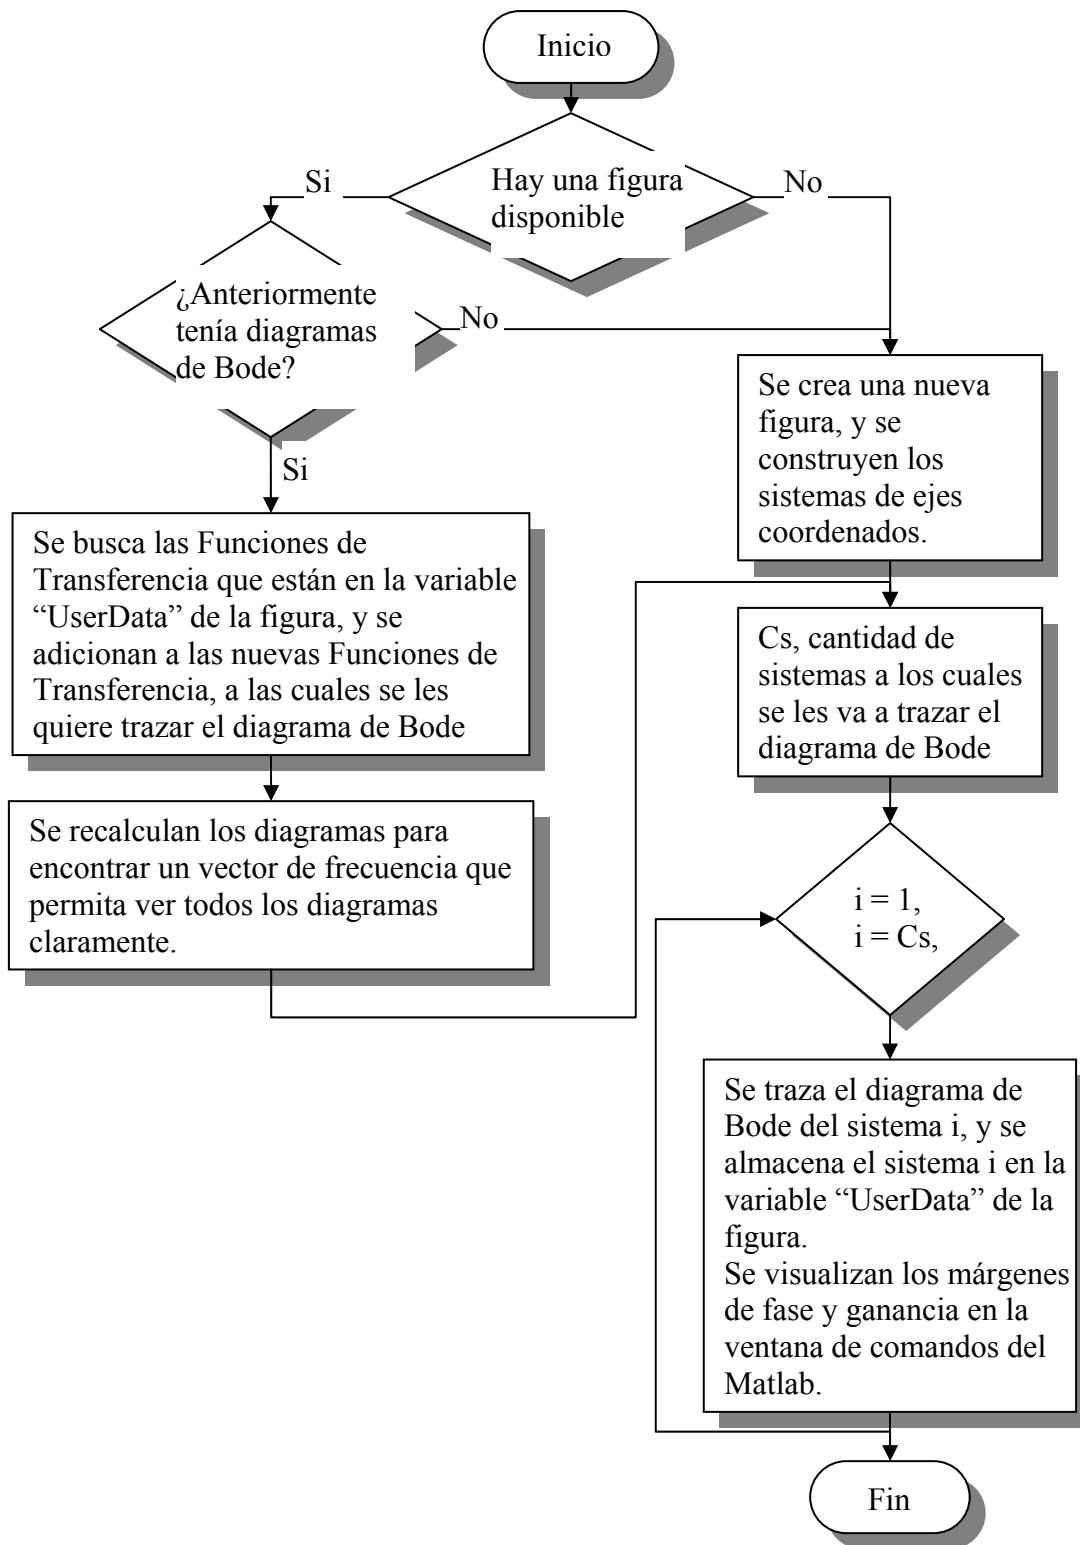 Inicio
Hay una figura
disponible
Si
No
¿Anteriormente
tenía diagramas
de Bode?
No
Si
Se crea una nueva
figura, y se
construyen los
sistemas de ejes
coordenados.
Se busca las Funciones de
Transferencia que están en la variable
“UserData” de la figura, y se
adicionan a las nuevas Funciones de
Transferencia, a las cuales se les
quiere trazar el diagrama de Bode
Se recalculan los diagramas para
encontrar un vector de frecuencia que
permita ver todos los diagramas
claramente.
Cs, cantidad de
sistemas a los cuales
se les va a trazar el
diagrama de Bode
i = 1,
i = Cs,
Se traza el diagrama de
Bode del sistema i, y se
almacena el sistema i en la
variable “UserData” de la
figura.
Se visualizan los márgenes
de fase y ganancia en la
ventana de comandos del
Matlab.
Fin